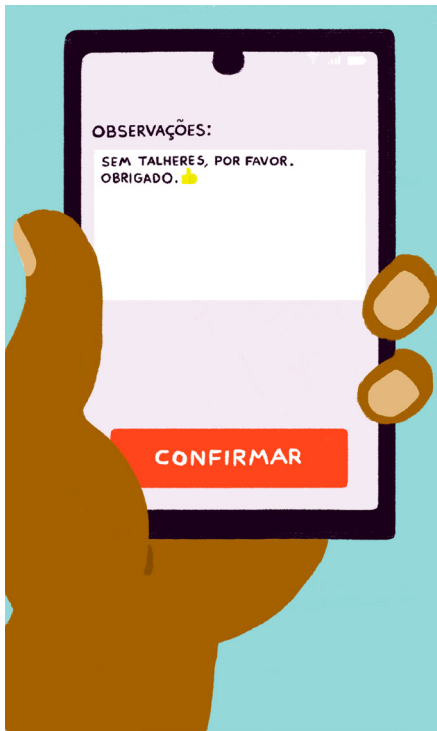 OBSERVAÇÕES:
SEM TALHERES, POR FAVOR.
OBRIGADO.👍
CONFIRMAR